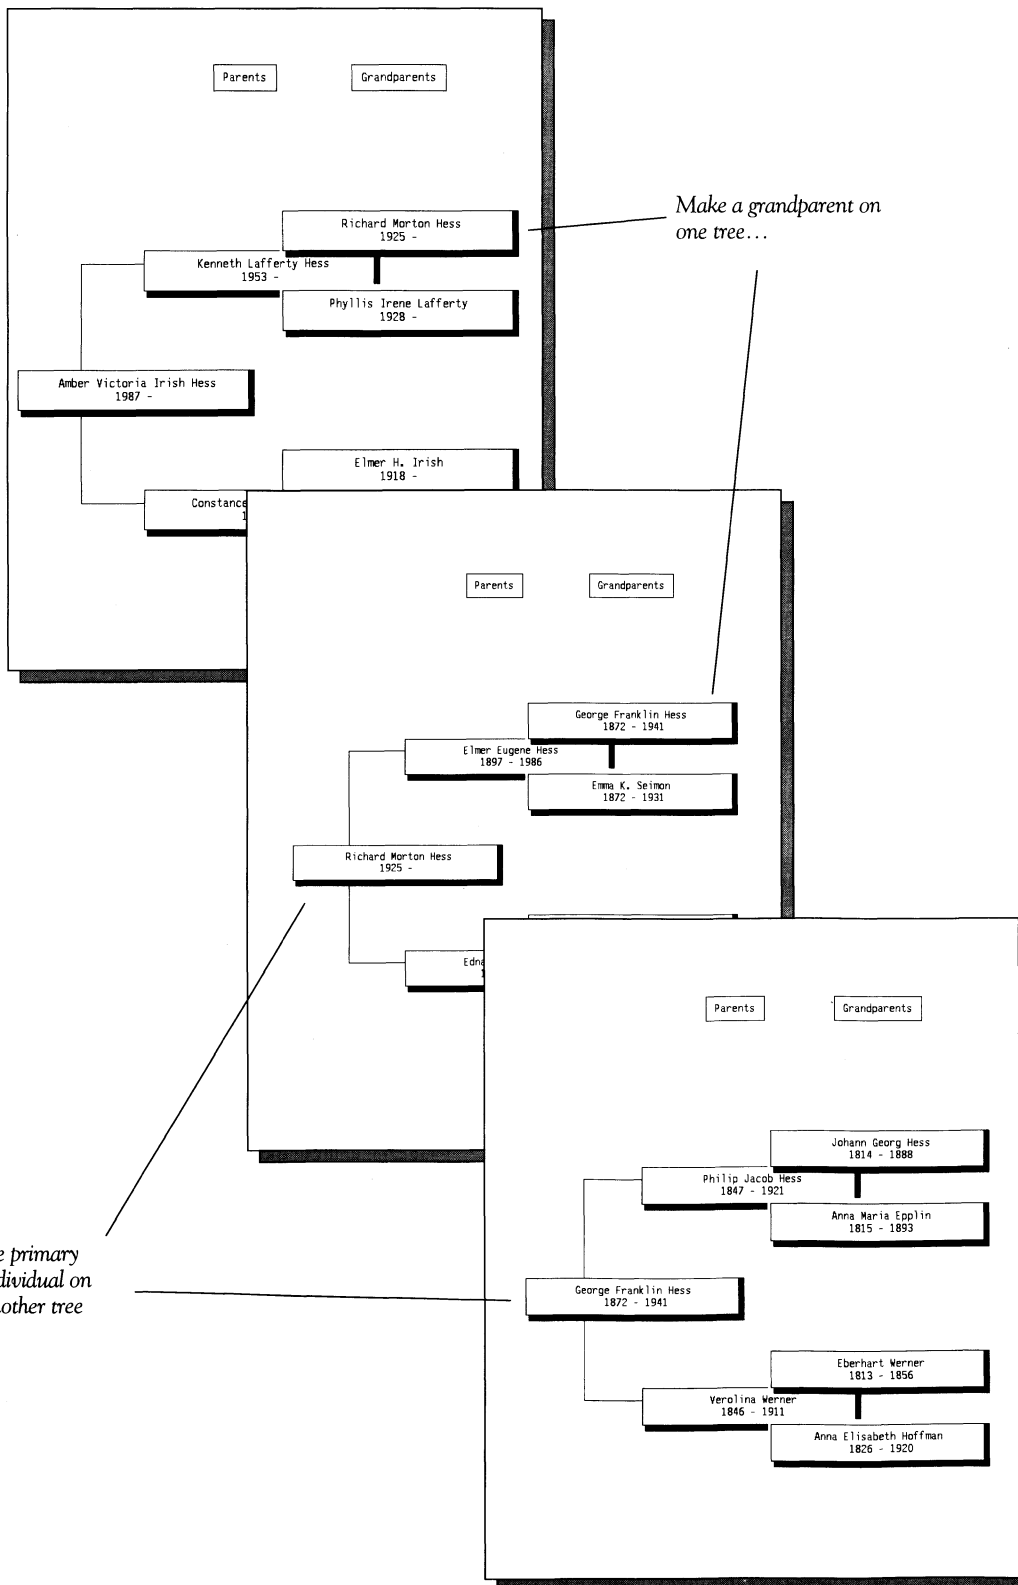 Parents
Grandparents
Richard Morton Hess
1925 -
Kenneth Lafferty Hess
1953 -
Phyllis Irene Lafferty
1928 -
Amber Victoria Irish Hess
1987 -
Elmer H. Irish
1918 -
Constance
1
Make a grandparent on
one tree...
Parents
Grandparents
George Franklin Hess
1872 - 1941
Elmer Eugene Hess
1897 - 1986
Emma K. Seimon
1872 - 1931
Richard Morton Hess
1925 -
Edna
1
Parents
Grandparents
Johann Georg Hess
1814 - 1888
Philip Jacob Hess
1847 - 1921
Anna Maria Epplin
1815 - 1893
George Franklin Hess
1872 - 1941
Eberhart Werner
1813 - 1856
Verolina Werner
1846 - 1911
Anna Elisabeth Hoffman
1826 - 1920
e primary
dividual on
other tree